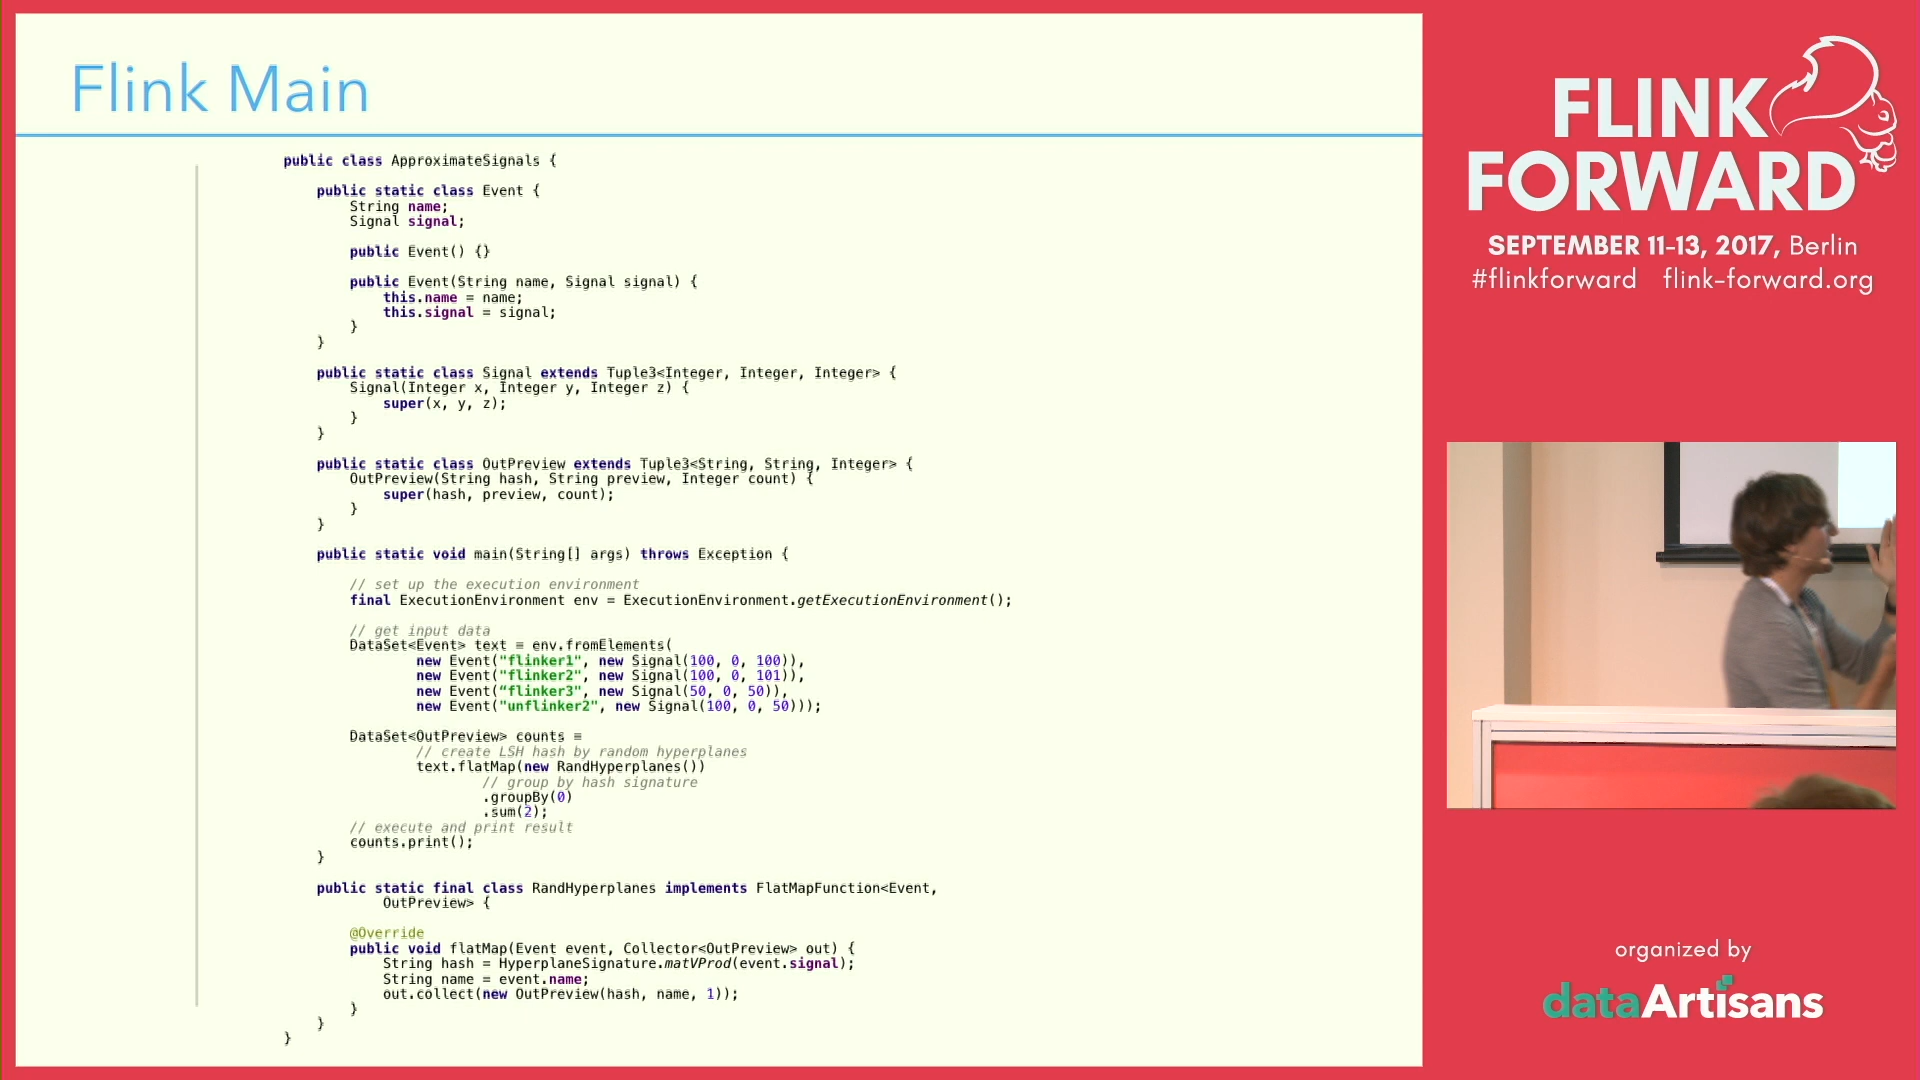 Flink Main
public class ApproximateSignals {
public static class Event {
String name;
Signal signal;
public Event() {}
public Event(String name, Signal signal) {
this.name = name;
this.signal = signal;
}
}
public static class Signal extends Tuple3<Integer, Integer, Integer> {
Signal(Integer x, Integer y, Integer z) {
super(x, y, z);
}
}
public static class OutPreview extends Tuple3<String, String, Integer> {
OutPreview(String hash, String preview, Integer count) {
super(hash, preview, count);
}
}
public static void main(String[] args) throws Exception {
// set up the execution environment
final ExecutionEnvironment env = ExecutionEnvironment.getExecutionEnvironment();
// get input data
DataSet<Event> text = env.fromElements(
new Event("flinker1", new Signal(100, 0, 100)),
new Event("flinker2", new Signal(100, 0, 101)),
new Event(“flinker3", new Signal(50, 0, 50)),
new Event("unflinker2", new Signal(100, 0, 50)));
DataSet<OutPreview> counts =
// create LSH hash by random hyperplanes
text.flatMap(new RandHyperplanes())
// group by hash signature
.groupBy(0)
.sum(2);
// execute and print result
counts.print();
}
public static final class RandHyperplanes implements FlatMapFunction<Event,
OutPreview> {
@Override
public void flatMap(Event event, Collector<OutPreview> out) {
String hash = HyperplaneSignature.matVProd(event.signal);
String name = event.name;
out.collect(new OutPreview(hash, name, 1));
}
}
}
FLINK
FORWARD
SEPTEMBER 11-13, 2017, Berlin
#flinkforward flink-forward.org
organized by
dataArtisans